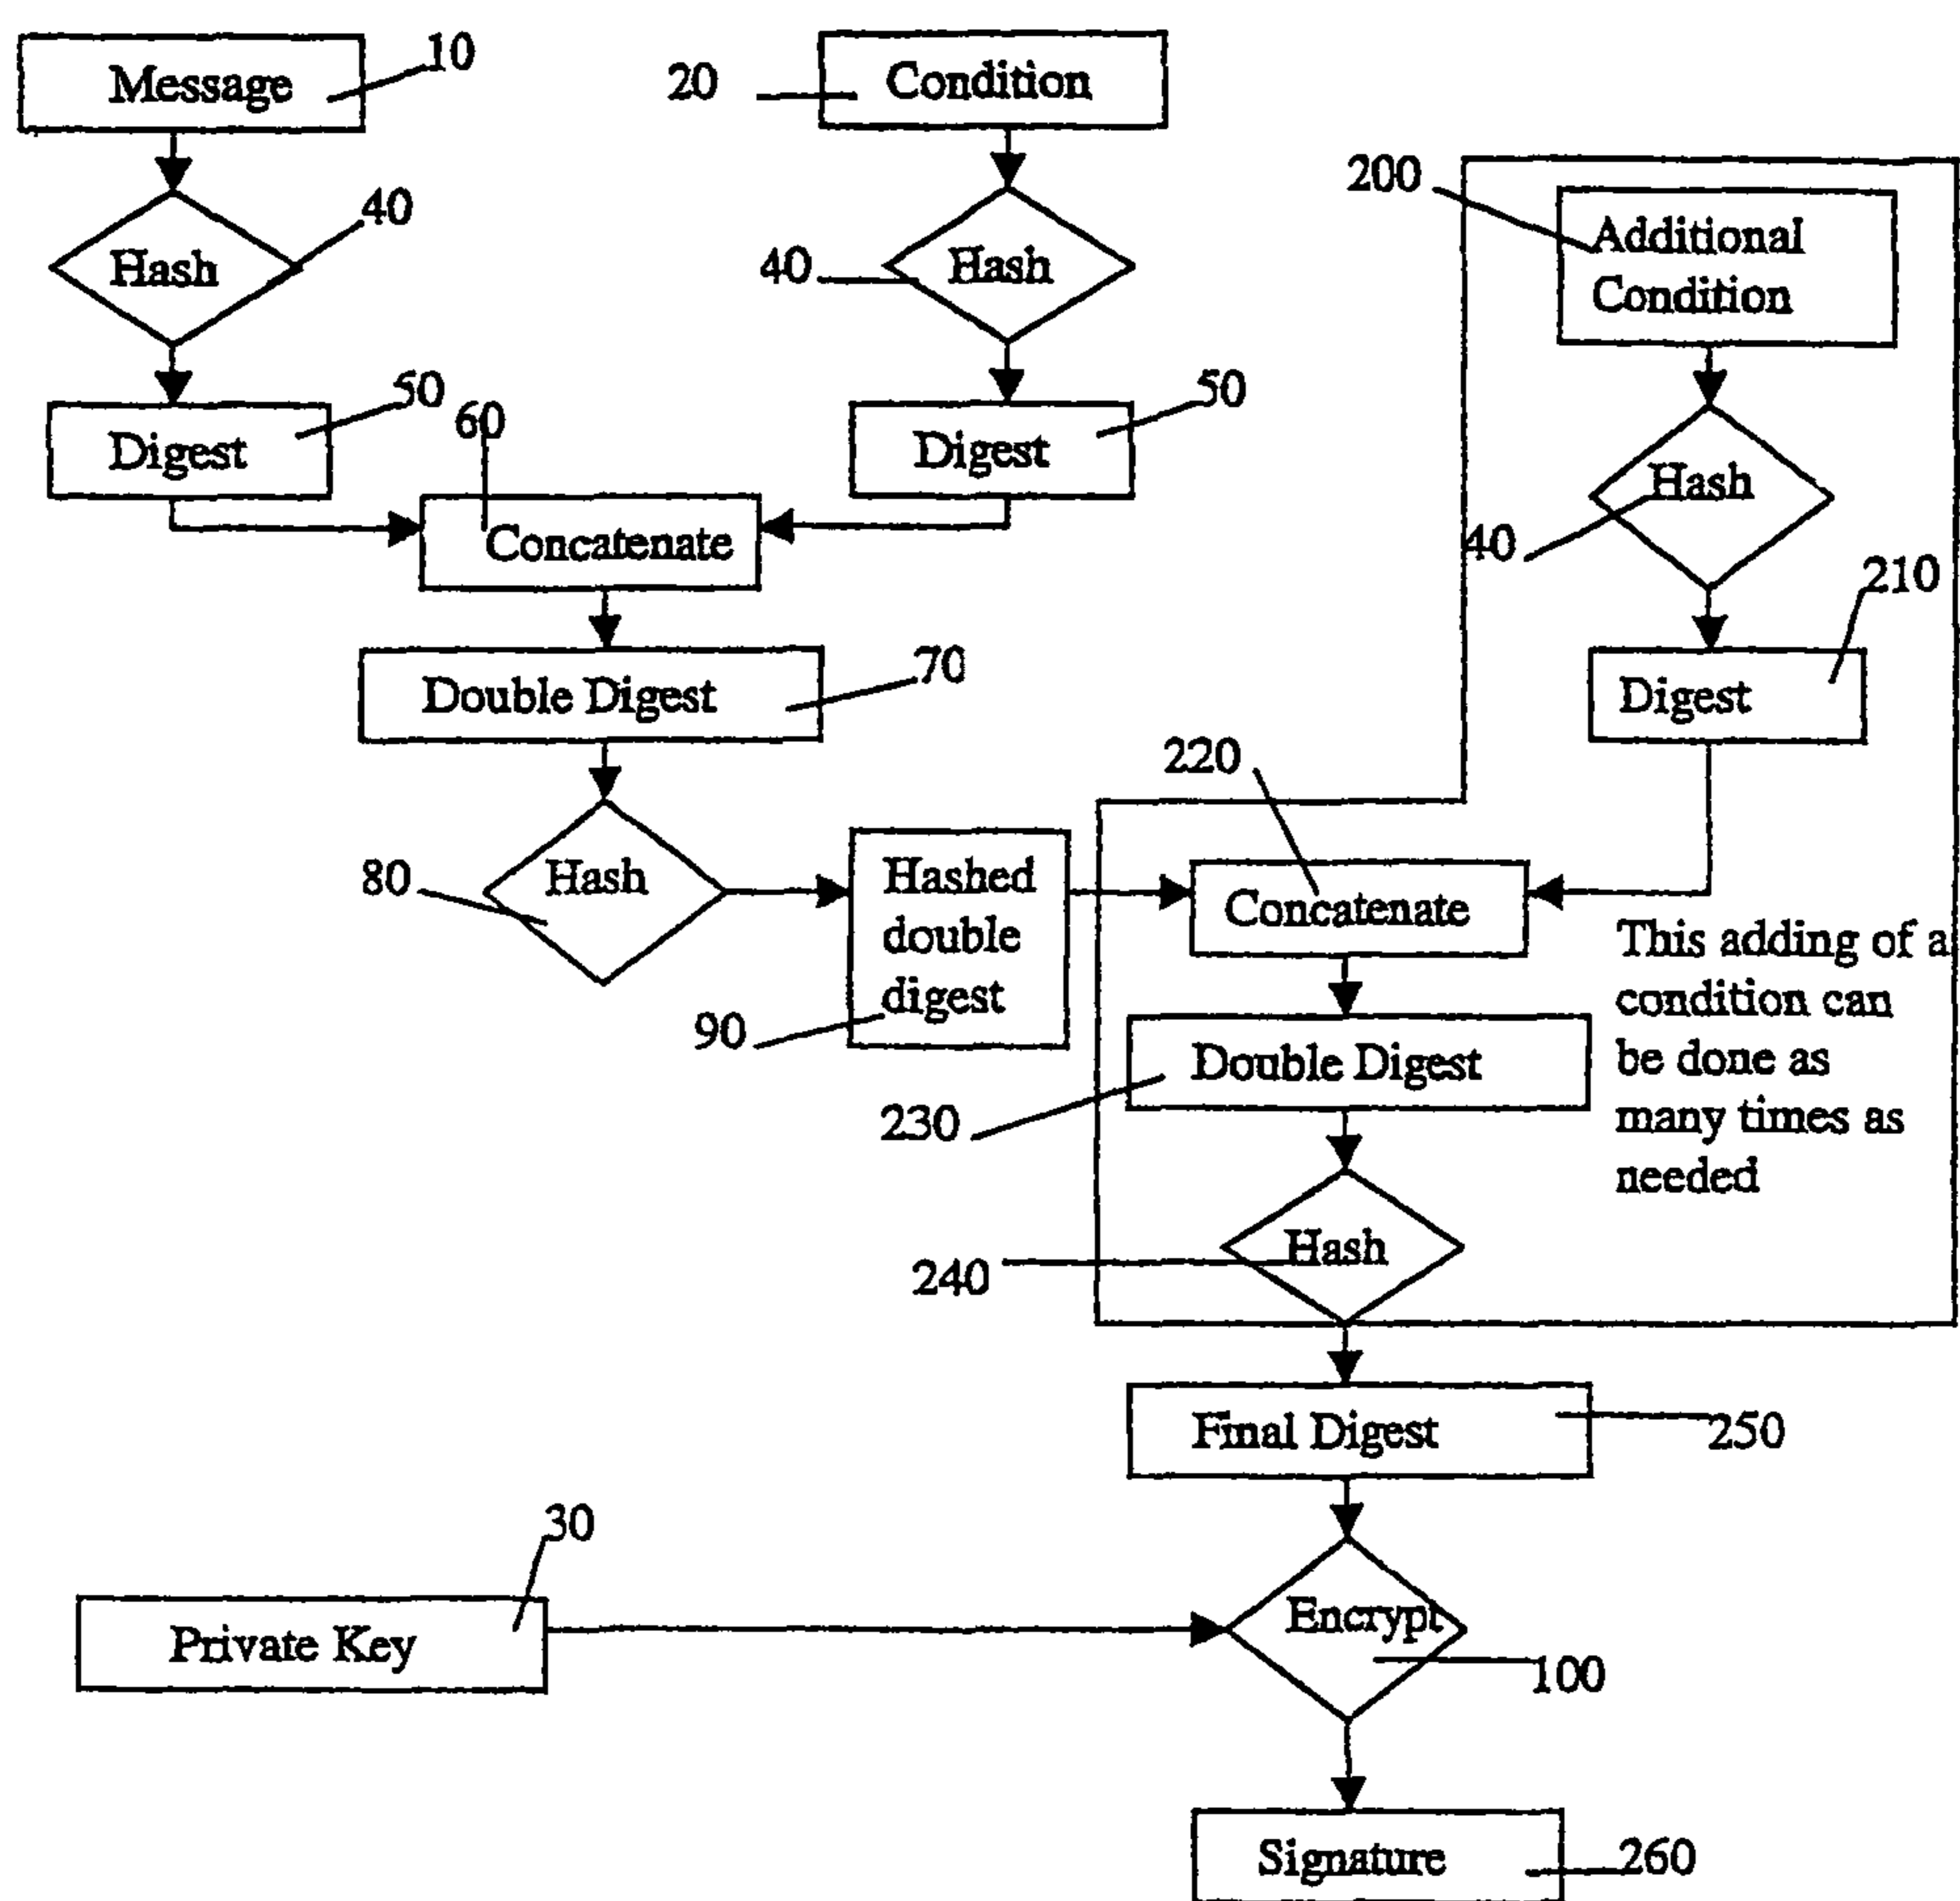 Message
10
20
Condition
200
Additional
Condition
Hash
40
40
Hash
Hash
40
Digest
50
60
Digest
50
210
Digest
Concatenate
Double Digest
70
220
80
Hash
Hashed
double
digest
90
Concatenate
This adding of a
condition can
be done as
many times as
needed
Double Digest
230
Hash
240
Final Digest
250
30
Private Key
Encrypt
100
Signature
260